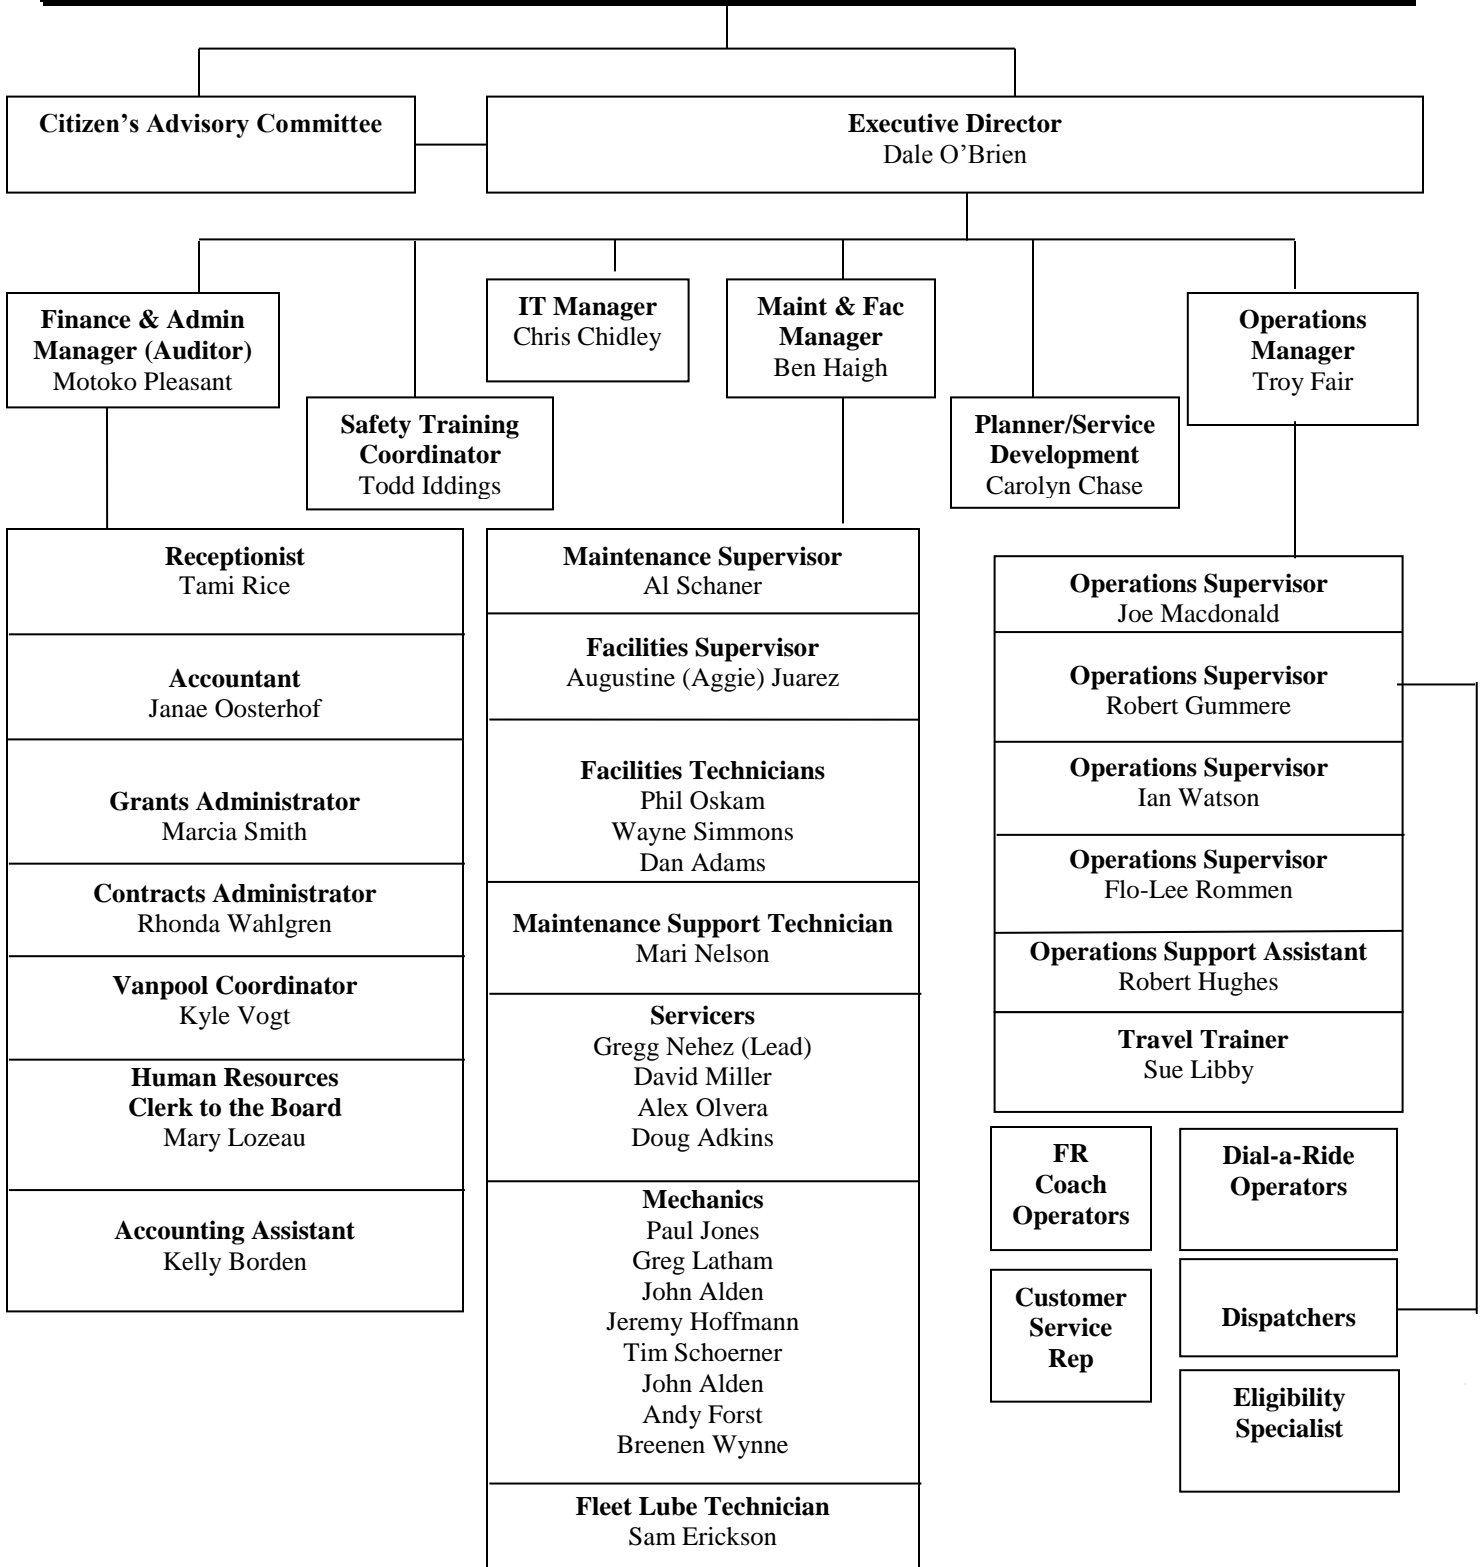 Citizen's Advisory Committee
Executive Director
Dale O'Brien
Finance & Admin
Manager (Auditor)
Motoko Pleasant
Safety Training
Coordinator
Todd Iddings
IT Manager
Chris Chidley
Maint & Fac
Manager
Ben Haigh
Planner/Service
Development
Carolyn Chase
Operations
Manager
Troy Fair
Receptionist
Tami Rice
Accountant
Janae Oosterhof
Grants Administrator
Marcia Smith
Contracts Administrator
Rhonda Wahlgren
Vanpool Coordinator
Kyle Vogt
Human Resources
Clerk to the Board
Mary Lozeau
Accounting Assistant
Kelly Borden
Maintenance Supervisor
Al Schaner
Facilities Supervisor
Augustine (Aggie) Juarez
Facilities Technicians
Phil Oskam
Wayne Simmons
Dan Adams
Maintenance Support Technician
Mari Nelson
Servicers
Gregg Nehez (Lead)
David Miller
Alex Olvera
Doug Adkins
Mechanics
Paul Jones
Greg Latham
John Alden
Jeremy Hoffmann
Tim Schoerner
John Alden
Andy Forst
Breenen Wynne
Fleet Lube Technician
Sam Erickson
Operations Supervisor
Joe Macdonald
Operations Supervisor
Robert Gummere
Operations Supervisor
Ian Watson
Operations Supervisor
Flo-Lee Rommen
Operations Support Assistant
Robert Hughes
Travel Trainer
Sue Libby
FR
Coach
Operators
Dial-a-Ride
Operators
Customer
Service
Rep
Dispatchers
Eligibility
Specialist